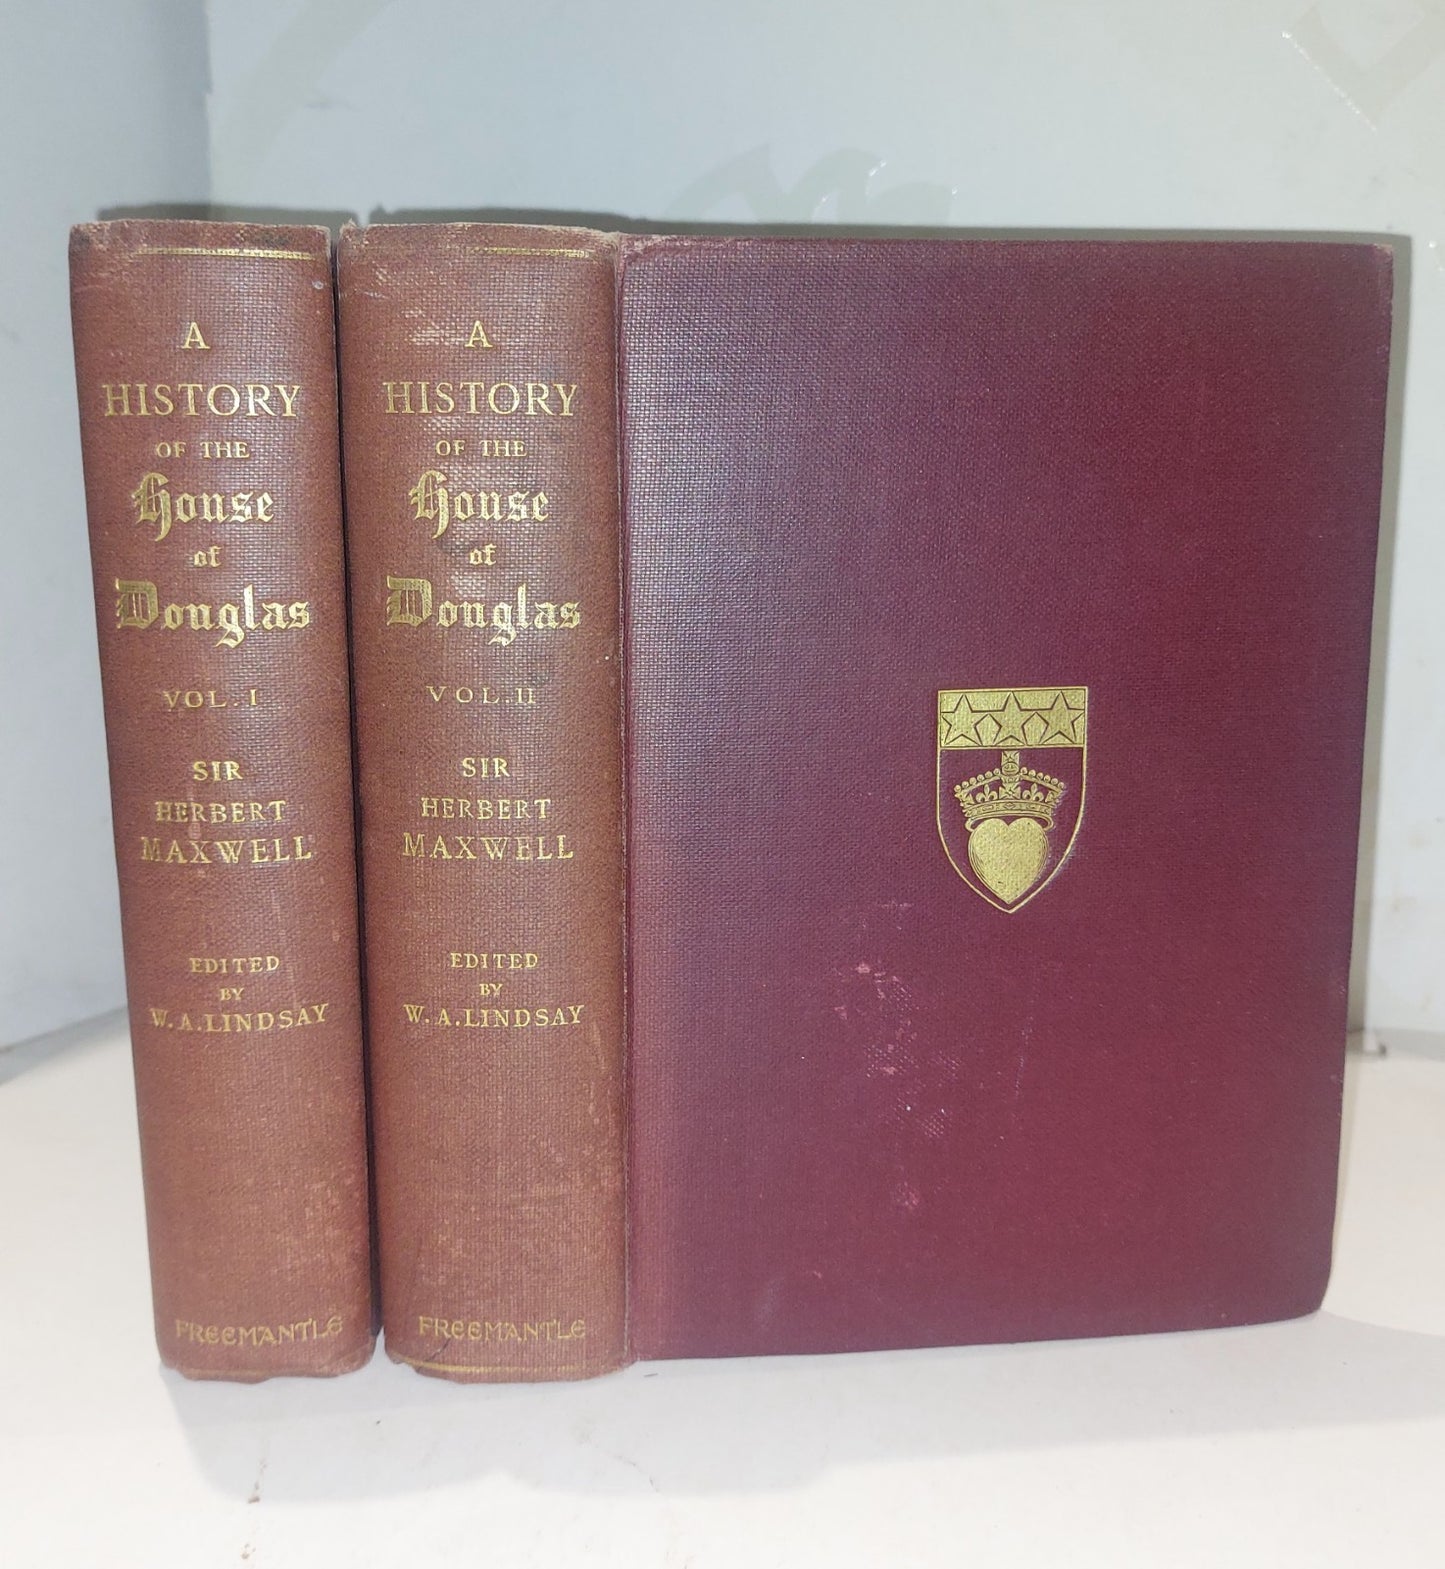 A
HISTORY
OF THE
House
of
Douglas
VOL. I
SIR
HERBERT
MAXWELL
EDITED
BY
W. A. LINDSAY
FREEMANTLE
A
HISTORY
OF THE
House
of
Douglas
VOL. II
SIR
HERBERT
MAXWELL
EDITED
BY
W. A. LINDSAY
FREEMANTLE